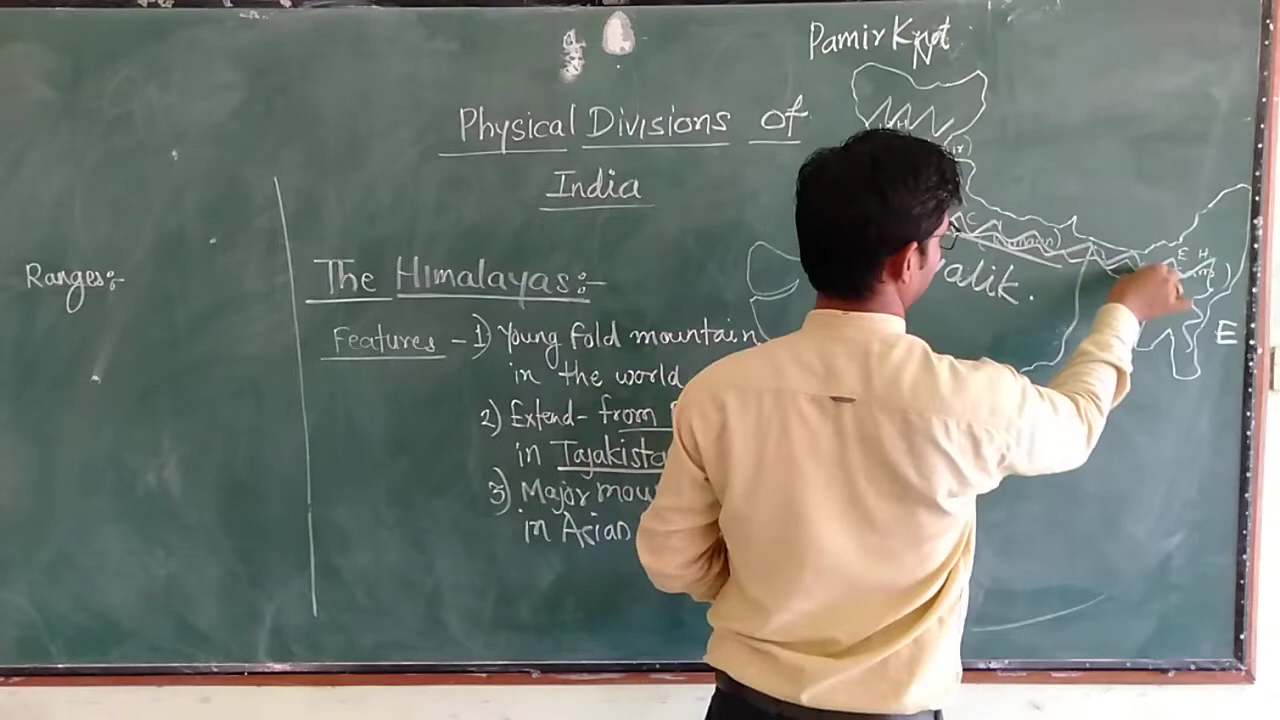 Pamir Knot
N
Physical Divisions of
India
Ranges:-
The Himalayas:-
Features - 1) Young fold mountain
in the world
2) Extend- from
in Tajakista
3) Major mou
in Asian
C
E H
alik.
E